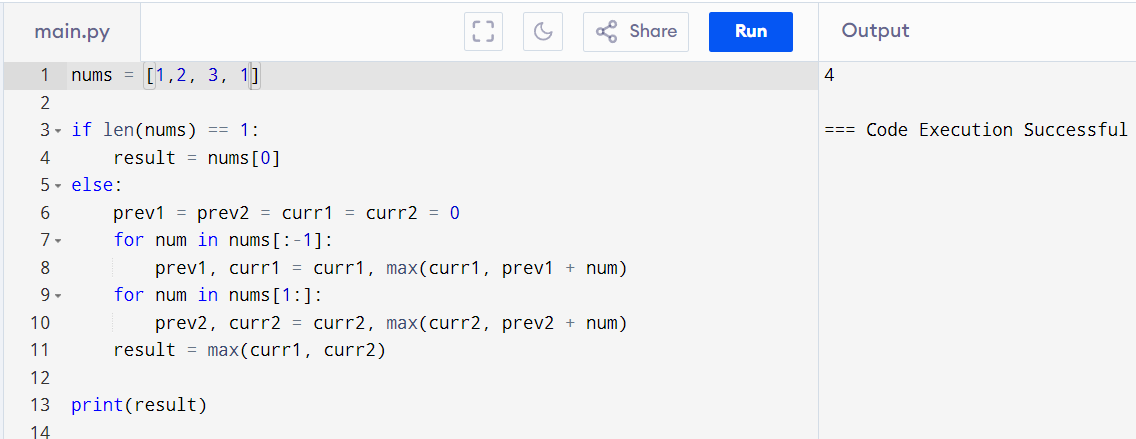 main.py Share Run Output
1 nums = [1,2, 3, 1] 4
2
3 if len(nums) == 1: === Code Execution Successful
4     result = nums[0]
5 else:
6     prev1 = prev2 = curr1 = curr2 = 0
7     for num in nums[:-1]:
8         prev1, curr1 = curr1, max(curr1, prev1 + num)
9     for num in nums[1:]:
10         prev2, curr2 = curr2, max(curr2, prev2 + num)
11     result = max(curr1, curr2)
12
13 print(result)
14